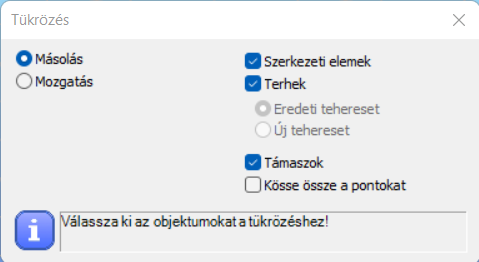 Tükrözés
Másolás
Mozgatás
Szerkezeti elemek
Terhek
Eredeti tehereset
Új tehereset
Támaszok
Kösse össze a pontokat
Válassza ki az objektumokat a tükrözéshez!